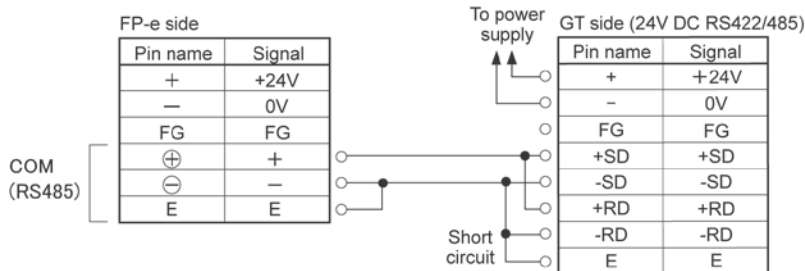 To power
supply
FP-e side
GT side (24V DC RS422/485)
Pin name Signal
+ +24V
− 0V
FG FG
⊕ +
⊖ −
E E
COM
(RS485)
Pin name Signal
+ +24V
− 0V
FG FG
+SD +SD
-SD -SD
+RD +RD
-RD -RD
E E
Short
circuit